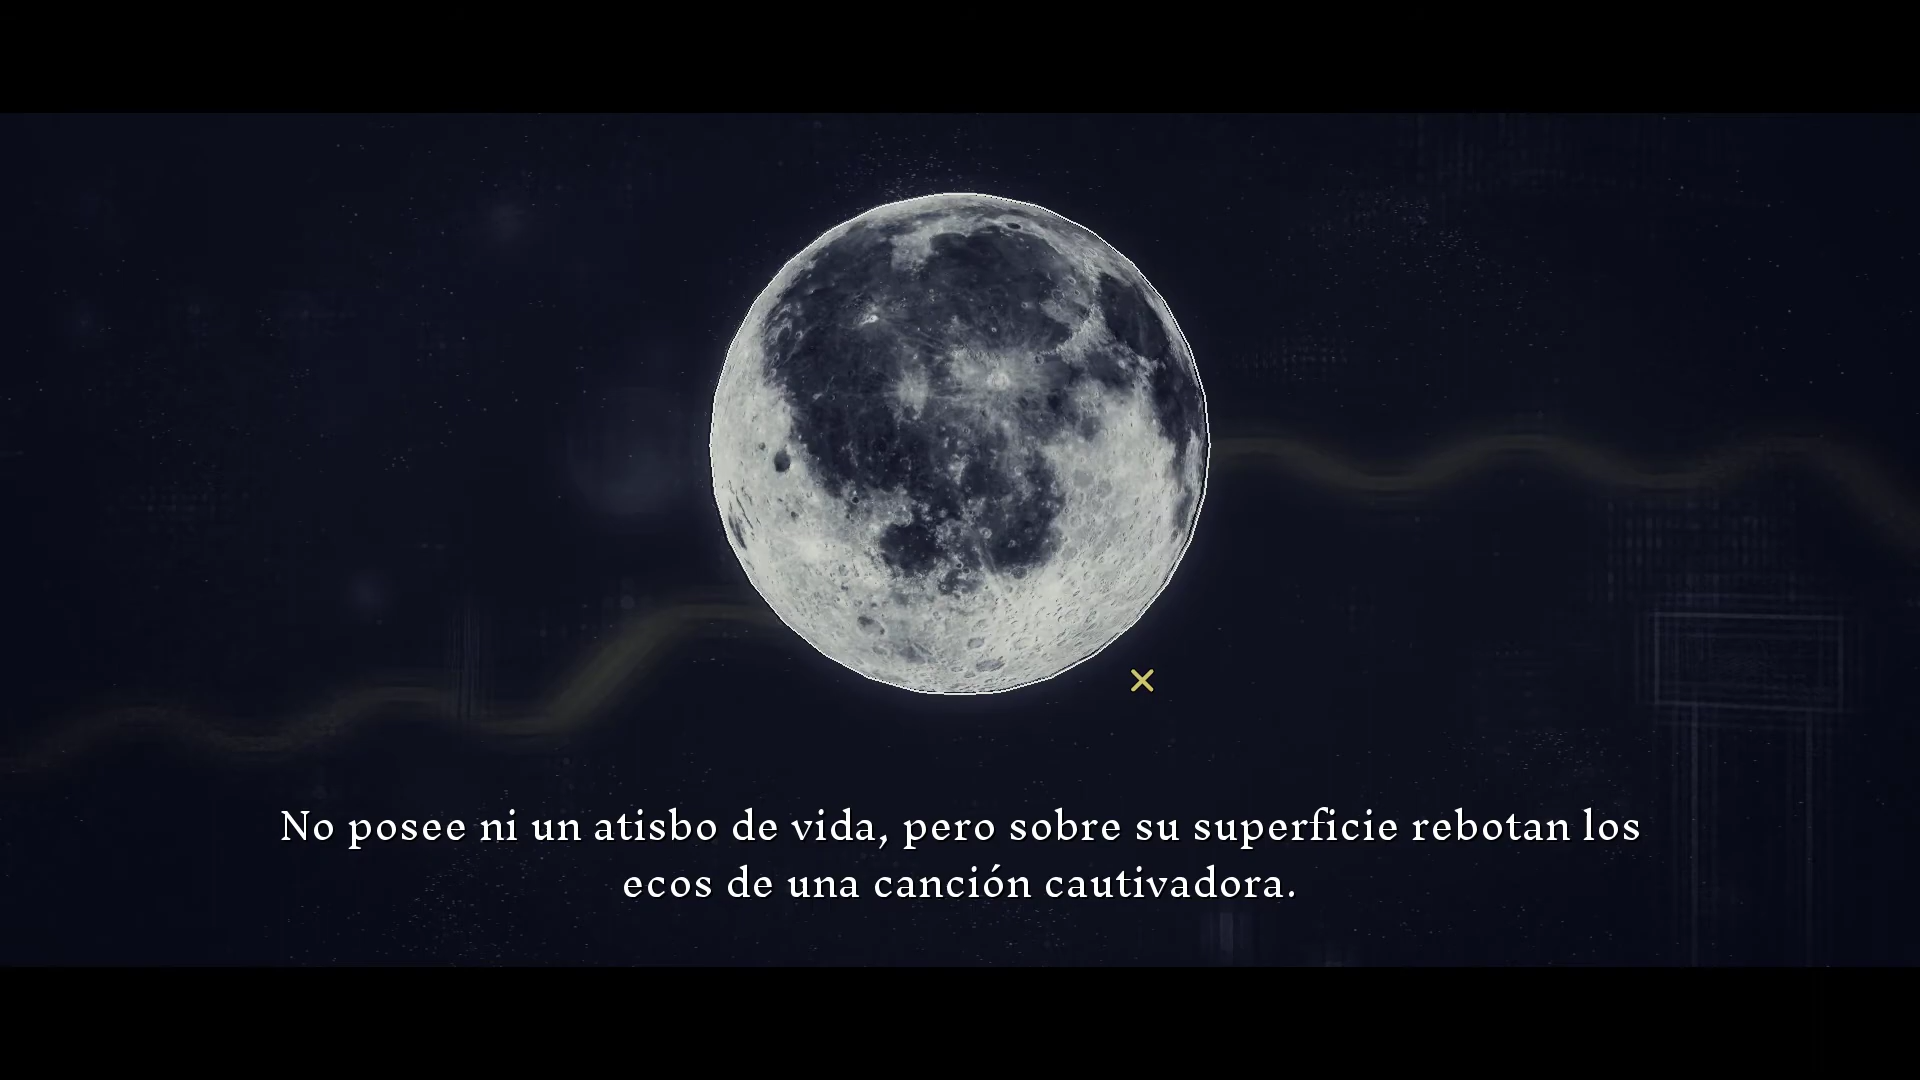 No posee ni un atisbo de vida, pero sobre su superficie rebotan los
ecos de una canción cautivadora.